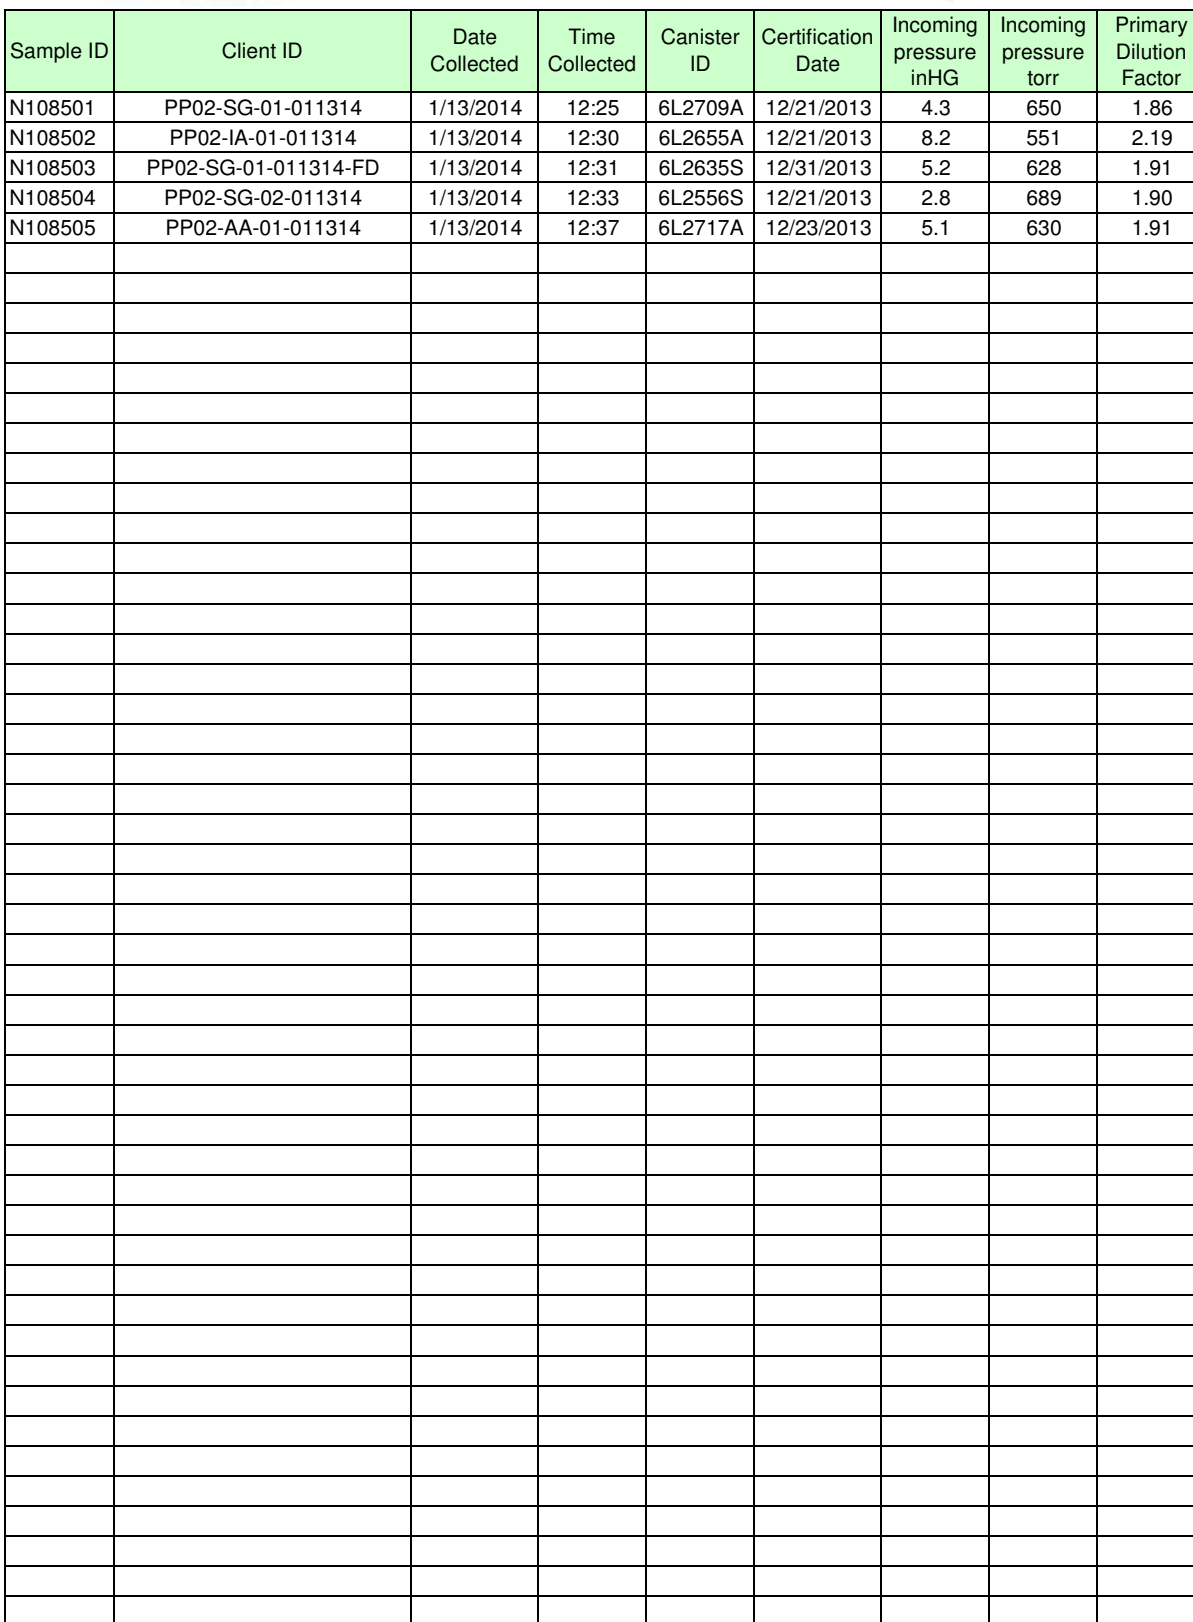 Sample ID Client ID Date Collected Time Collected Canister ID Certification Date Incoming pressure inHG Incoming pressure torr Primary Dilution Factor
N108501 PP02-SG-01-011314 1/13/2014 12:25 6L2709A 12/21/2013 4.3 650 1.86
N108502 PP02-IA-01-011314 1/13/2014 12:30 6L2655A 12/21/2013 8.2 551 2.19
N108503 PP02-SG-01-011314-FD 1/13/2014 12:31 6L2635S 12/31/2013 5.2 628 1.91
N108504 PP02-SG-02-011314 1/13/2014 12:33 6L2556S 12/21/2013 2.8 689 1.90
N108505 PP02-AA-01-011314 1/13/2014 12:37 6L2717A 12/23/2013 5.1 630 1.91